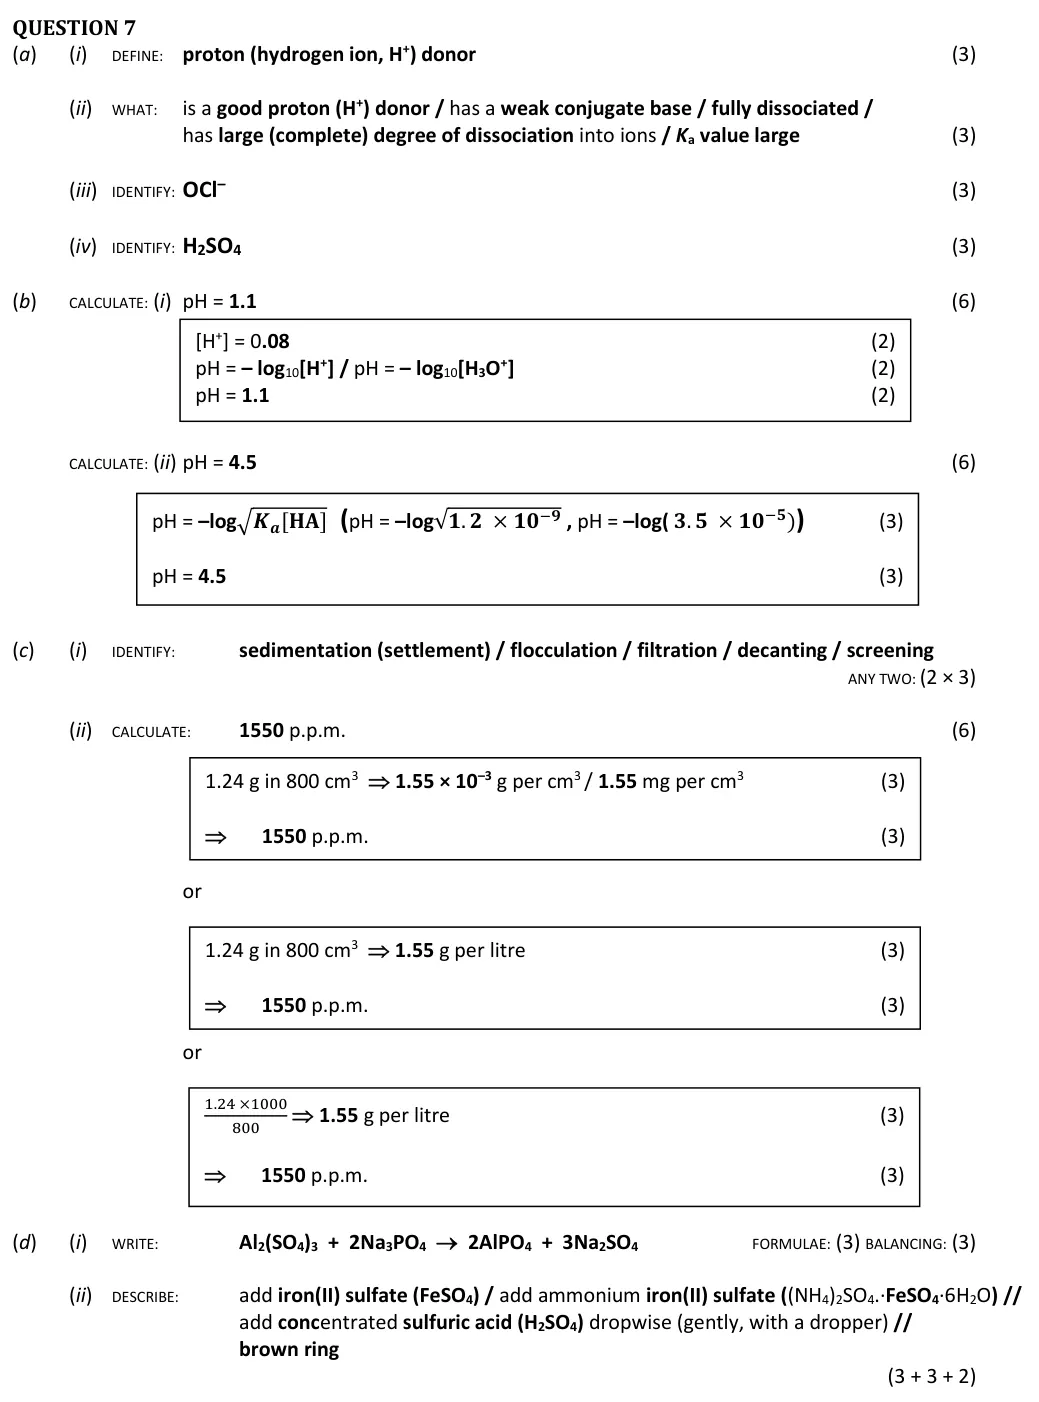 QUESTION 7
(a) (i) DEFINE: proton (hydrogen ion, H⁺) donor (3)
(ii) WHAT: is a good proton (H⁺) donor / has a weak conjugate base / fully dissociated /
has large (complete) degree of dissociation into ions / Kₐ value large (3)
(iii) IDENTIFY: OCl⁻ (3)
(iv) IDENTIFY: H₂SO₄ (3)
(b) CALCULATE: (i) pH = 1.1 (6)
[H⁺] = 0.08 (2)
pH = – log₁₀[H⁺] / pH = – log₁₀[H₃O⁺] (2)
pH = 1.1 (2)
CALCULATE: (ii) pH = 4.5 (6)
pH = –log√Kₐ[HA] (pH = –log√1.2 × 10⁻⁹ , pH = –log( 3.5 × 10⁻⁵)) (3)
pH = 4.5 (3)
(c) (i) IDENTIFY: sedimentation (settlement) / flocculation / filtration / decanting / screening
ANY TWO: (2 × 3)
(ii) CALCULATE: 1550 p.p.m. (6)
1.24 g in 800 cm³ ⇒ 1.55 × 10⁻³ g per cm³ / 1.55 mg per cm³ (3)
⇒ 1550 p.p.m. (3)
or
1.24 g in 800 cm³ ⇒ 1.55 g per litre (3)
⇒ 1550 p.p.m. (3)
or
1.24 ×1000
800
⇒ 1.55 g per litre (3)
⇒ 1550 p.p.m. (3)
(d) (i) WRITE: Al₂(SO₄)₃ + 2Na₃PO₄ → 2AlPO₄ + 3Na₂SO₄ FORMULAE: (3) BALANCING: (3)
(ii) DESCRIBE: add iron(II) sulfate (FeSO₄) / add ammonium iron(II) sulfate ((NH₄)₂SO₄.·FeSO₄·6H₂O) //
add concentrated sulfuric acid (H₂SO₄) dropwise (gently, with a dropper) //
brown ring
(3 + 3 + 2)